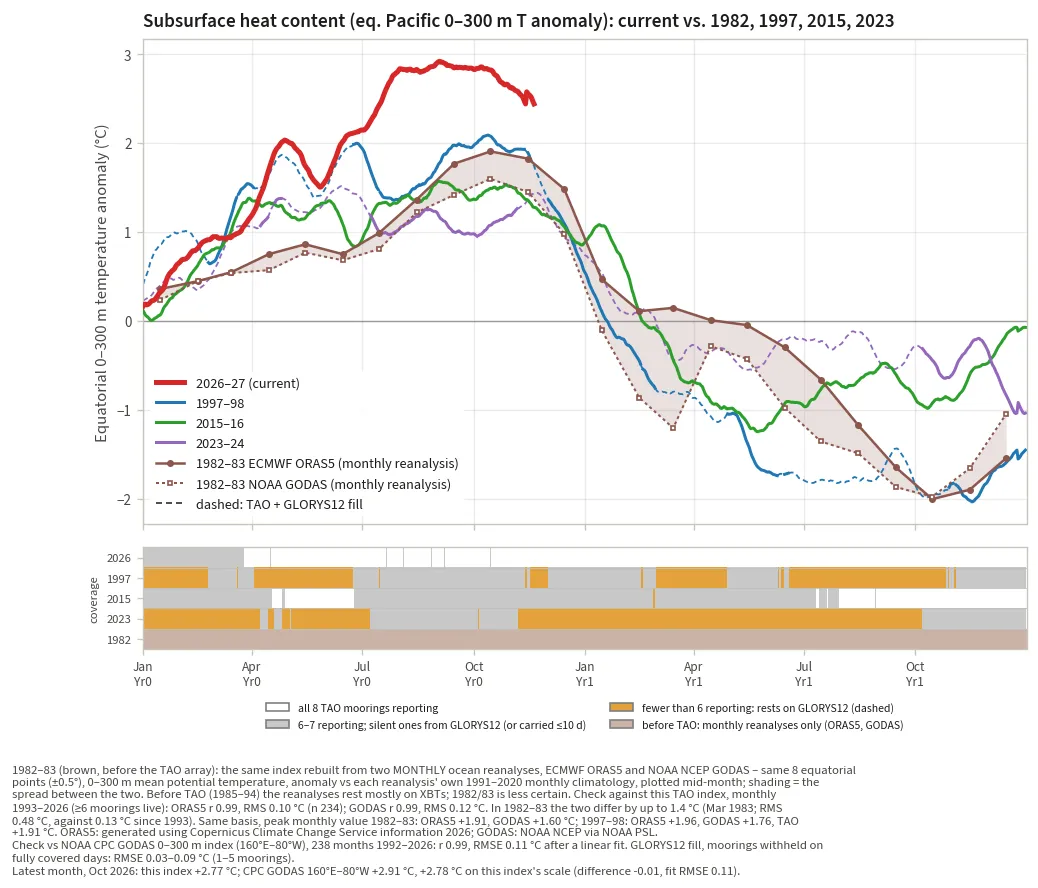 Subsurface heat content (eq. Pacific 0–300 m T anomaly): current vs. 1982, 1997, 2015, 2023
Equatorial 0–300 m temperature anomaly (°C)
3
2
1
0
−1
−2
2026–27 (current)
1997–98
2015–16
2023–24
1982–83 ECMWF ORAS5 (monthly reanalysis)
1982–83 NOAA GODAS (monthly reanalysis)
dashed: TAO + GLORYS12 fill
coverage
2026
1997
2015
2023
1982
Jan Apr Jul Oct Jan Apr Jul Oct
Yr0 Yr0 Yr0 Yr0 Yr1 Yr1 Yr1 Yr1
all 8 TAO moorings reporting
6–7 reporting; silent ones from GLORYS12 (or carried ≤10 d)
fewer than 6 reporting: rests on GLORYS12 (dashed)
before TAO: monthly reanalyses only (ORAS5, GODAS)
1982–83 (brown, before the TAO array): the same index rebuilt from two MONTHLY ocean reanalyses, ECMWF ORAS5 and NOAA NCEP GODAS – same 8 equatorial
points (±0.5°), 0–300 m mean potential temperature, anomaly vs each reanalysis' own 1991–2020 monthly climatology, plotted mid-month; shading = the
spread between the two. Before TAO (1985–94) the reanalyses rest mostly on XBTs; 1982/83 is less certain. Check against this TAO index, monthly
1993–2026 (≥6 moorings live): ORAS5 r 0.99, RMS 0.10 °C (n 234); GODAS r 0.99, RMS 0.12 °C. In 1982–83 the two differ by up to 1.4 °C (Mar 1983; RMS
0.48 °C, against 0.13 °C since 1993). Same basis, peak monthly value 1982–83: ORAS5 +1.91, GODAS +1.60 °C; 1997–98: ORAS5 +1.96, GODAS +1.76, TAO
+1.91 °C. ORAS5: generated using Copernicus Climate Change Service information 2026; GODAS: NOAA NCEP via NOAA PSL.
Check vs NOAA CPC GODAS 0–300 m index (160°E–80°W), 238 months 1992–2026: r 0.99, RMSE 0.11 °C after a linear fit. GLORYS12 fill, moorings withheld on
fully covered days: RMSE 0.03–0.09 °C (1–5 moorings).
Latest month, Oct 2026: this index +2.77 °C; CPC GODAS 160°E–80°W +2.91 °C, +2.78 °C on this index's scale (difference -0.01, fit RMSE 0.11).